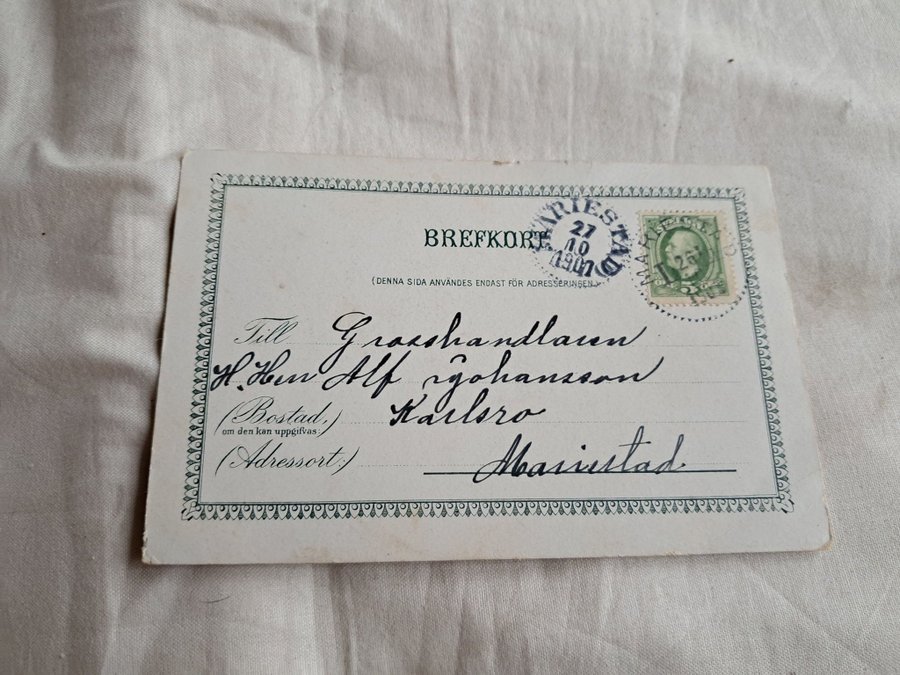 BREFKORT
MARIESTAD
27
10
1907
(DENNA SIDA ANVÄNDES ENDAST FÖR ADRESSERINGEN.)
Till Grosshandlaren
H. Herr Alf Johansson
(Bostad, Karlsro
om den kan uppgifvas:)
(Adressort:) Mariestad